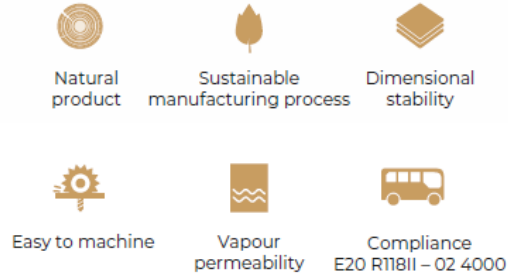 Natural
product
Sustainable
manufacturing process
Dimensional
stability
Easy to machine
Vapour
permeability
Compliance
E20 R118II – 02 4000